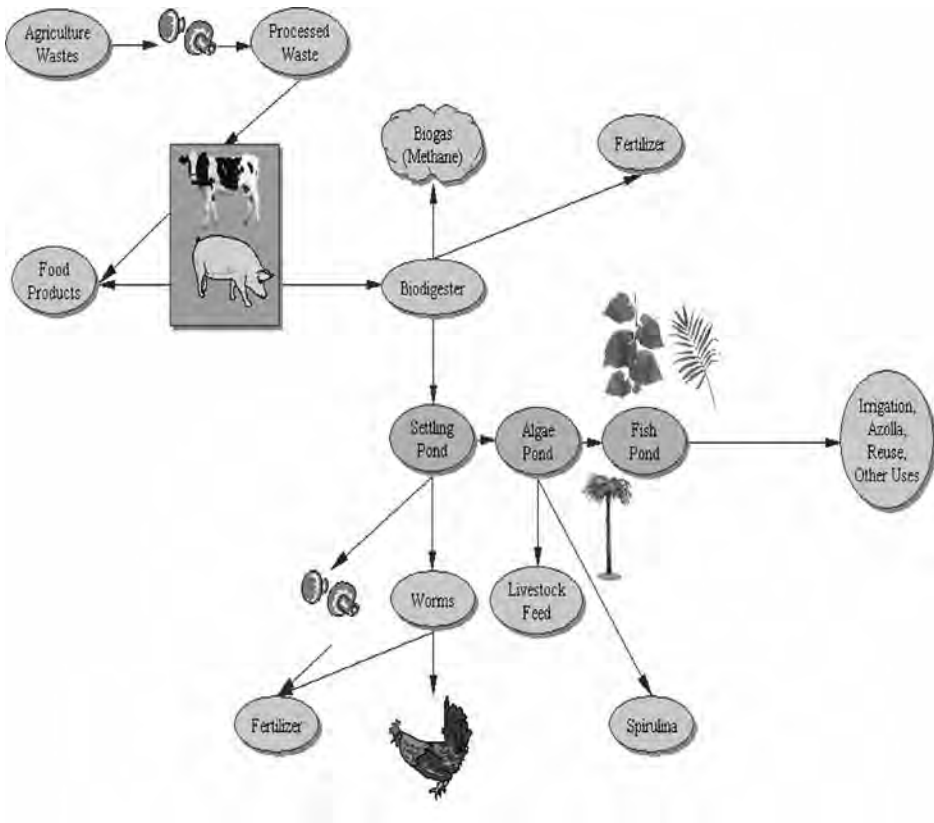 Agriculture
Wastes
Processed
Waste
Biogas
(Methane)
Fertilizer
Food
Products
Biodigester
Settling
Pond
Algae
Pond
Fish
Pond
Irrigation,
Azolla,
Reuse,
Other Uses
Worms
Livestock
Feed
Fertilizer
Spirulina